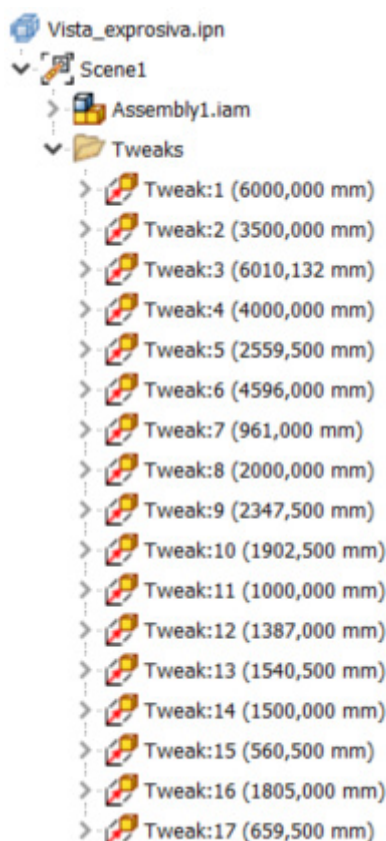 Vista_exprosiva.ipn
Scene1
Assembly1.iam
Tweaks
Tweak:1 (6000,000 mm)
Tweak:2 (3500,000 mm)
Tweak:3 (6010,132 mm)
Tweak:4 (4000,000 mm)
Tweak:5 (2559,500 mm)
Tweak:6 (4596,000 mm)
Tweak:7 (961,000 mm)
Tweak:8 (2000,000 mm)
Tweak:9 (2347,500 mm)
Tweak:10 (1902,500 mm)
Tweak:11 (1000,000 mm)
Tweak:12 (1387,000 mm)
Tweak:13 (1540,500 mm)
Tweak:14 (1500,000 mm)
Tweak:15 (560,500 mm)
Tweak:16 (1805,000 mm)
Tweak:17 (659,500 mm)